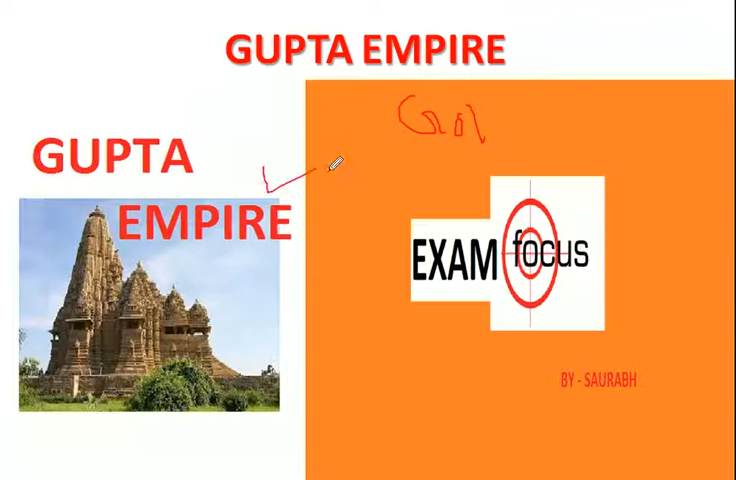 GUPTA EMPIRE
GUPTA
EMPIRE
EXAM focus
BY - SAURABH